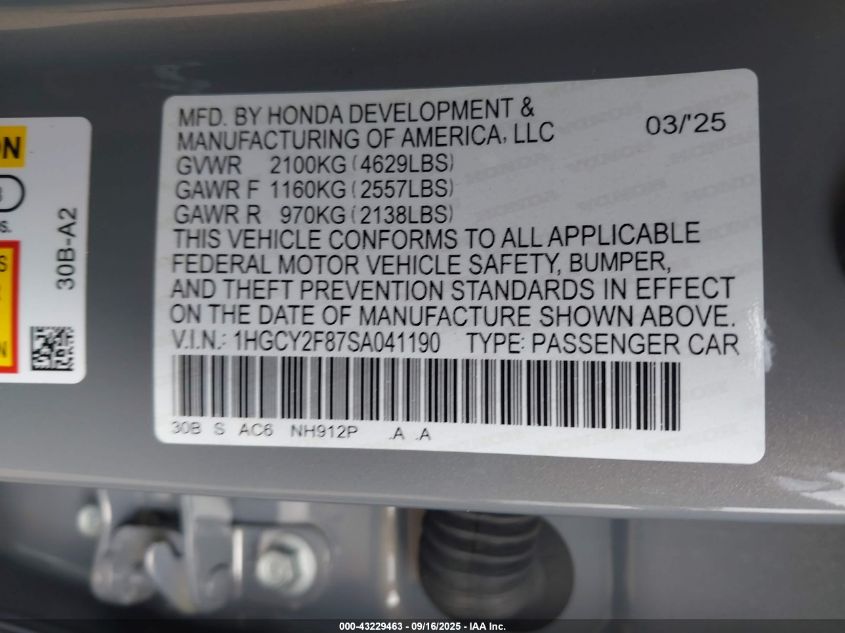 MFD. BY HONDA DEVELOPMENT &
MANUFACTURING OF AMERICA, LLC
03/'25
GVWR 2100KG (4629LBS)
GAWR F 1160KG (2557LBS)
GAWR R 970KG (2138LBS)
THIS VEHICLE CONFORMS TO ALL APPLICABLE
FEDERAL MOTOR VEHICLE SAFETY, BUMPER,
AND THEFT PREVENTION STANDARDS IN EFFECT
ON THE DATE OF MANUFACTURE SHOWN ABOVE.
V.I.N.: 1HGCY2F87SA041190 TYPE: PASSENGER CAR
30B S AC6 NH912P .A .A
30B-A2
000-43229463 - 09/16/2025 - IAA Inc.